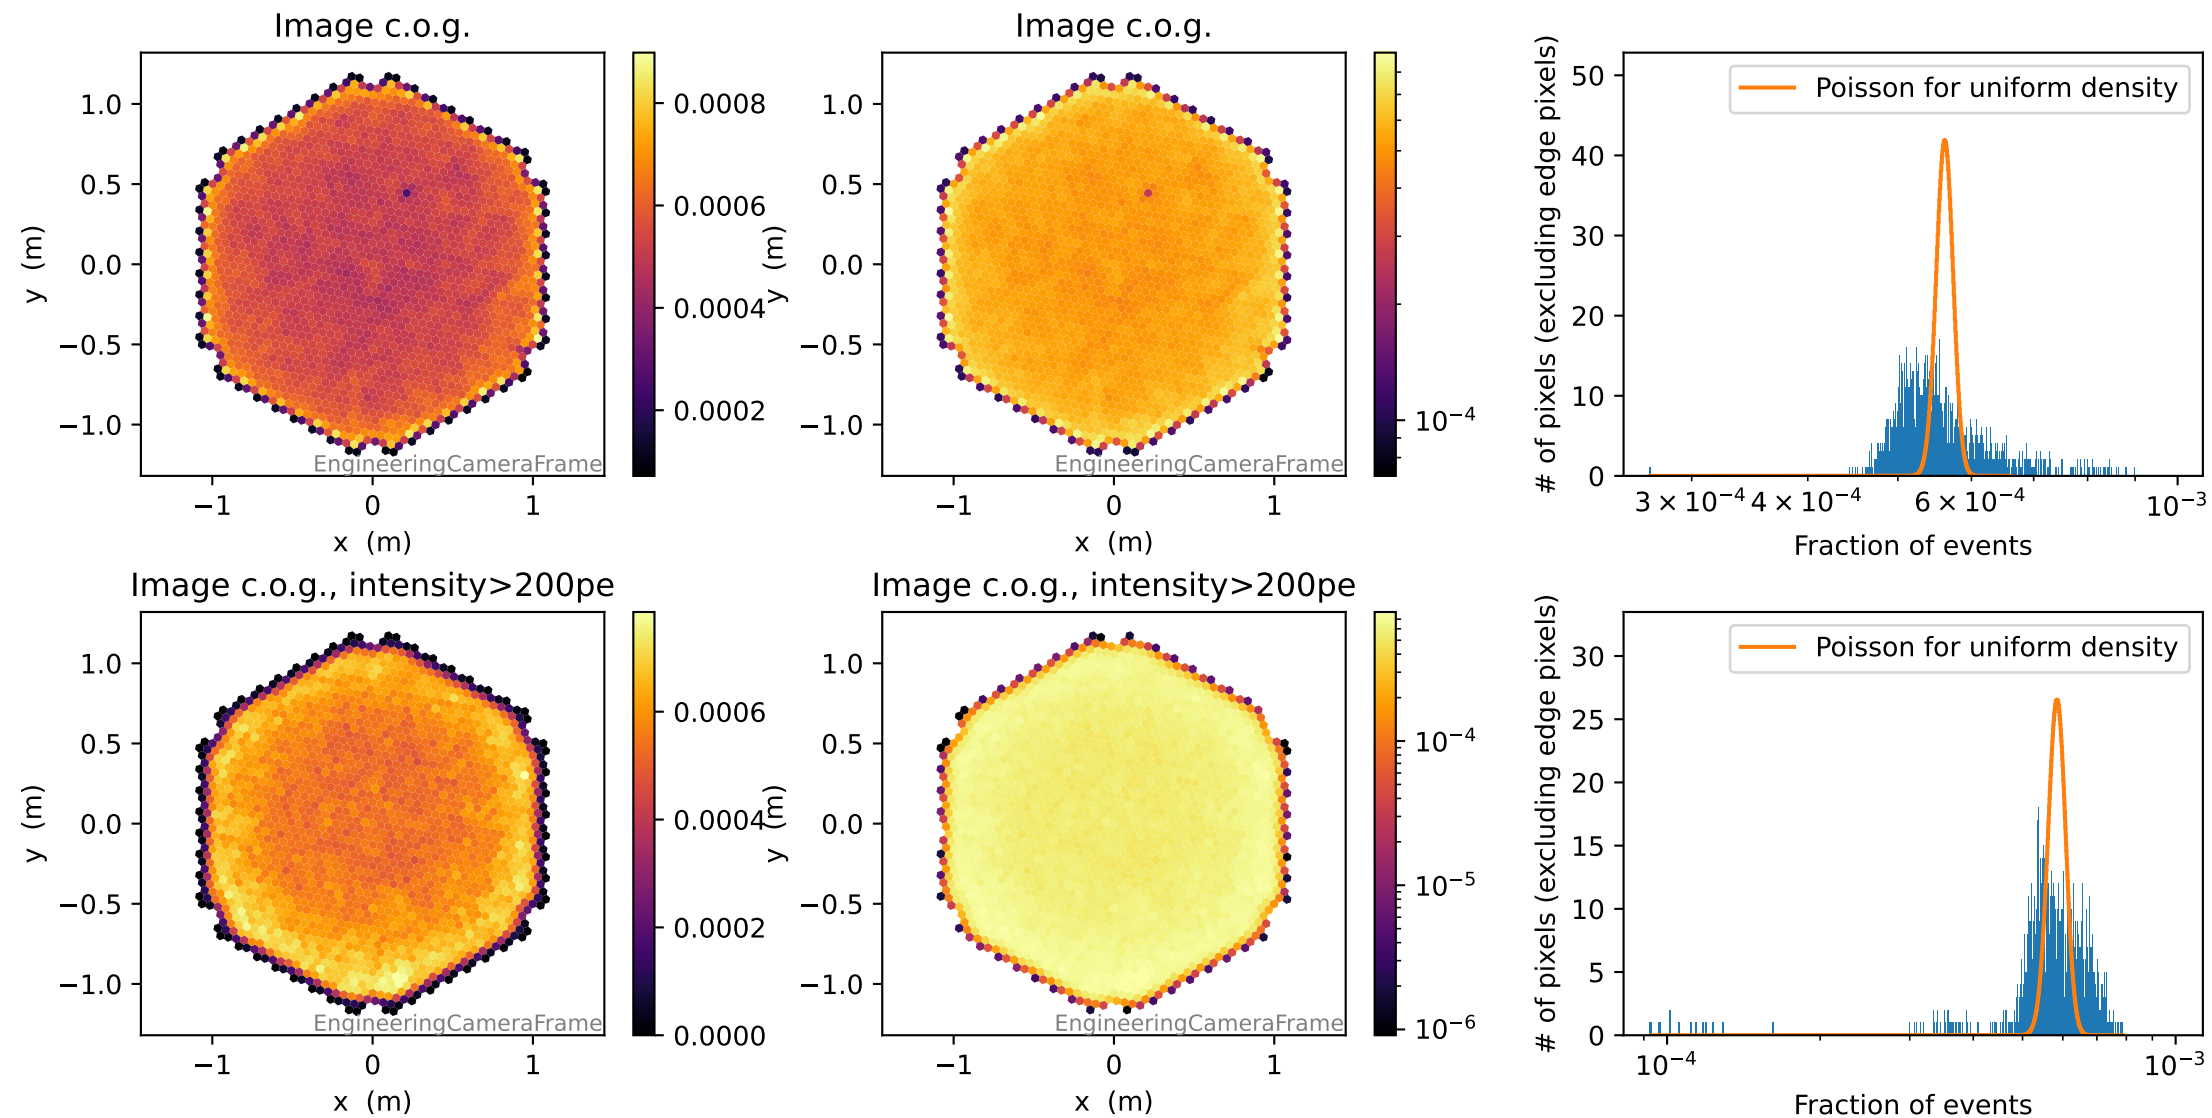 Image c.o.g.
1.0
0.5
0.0
−0.5
−1.0
y (m)
−1 0 1
x (m)
EngineeringCameraFrame
0.0008
0.0006
0.0004
0.0002
Image c.o.g.
1.0
0.5
0.0
−0.5
−1.0
y (m)
−1 0 1
x (m)
EngineeringCameraFrame
10⁻⁴
# of pixels (excluding edge pixels)
50
40
30
20
10
0
Poisson for uniform density
3 × 10⁻⁴ 4 × 10⁻⁴ 6 × 10⁻⁴ 10⁻³
Fraction of events
Image c.o.g., intensity>200pe
1.0
0.5
0.0
−0.5
−1.0
y (m)
−1 0 1
x (m)
EngineeringCameraFrame
0.0006
0.0004
0.0002
0.0000
Image c.o.g., intensity>200pe
1.0
0.5
0.0
−0.5
−1.0
y (m)
−1 0 1
x (m)
EngineeringCameraFrame
10⁻⁴
10⁻⁵
10⁻⁶
# of pixels (excluding edge pixels)
30
25
20
15
10
5
0
Poisson for uniform density
10⁻⁴ 10⁻³
Fraction of events